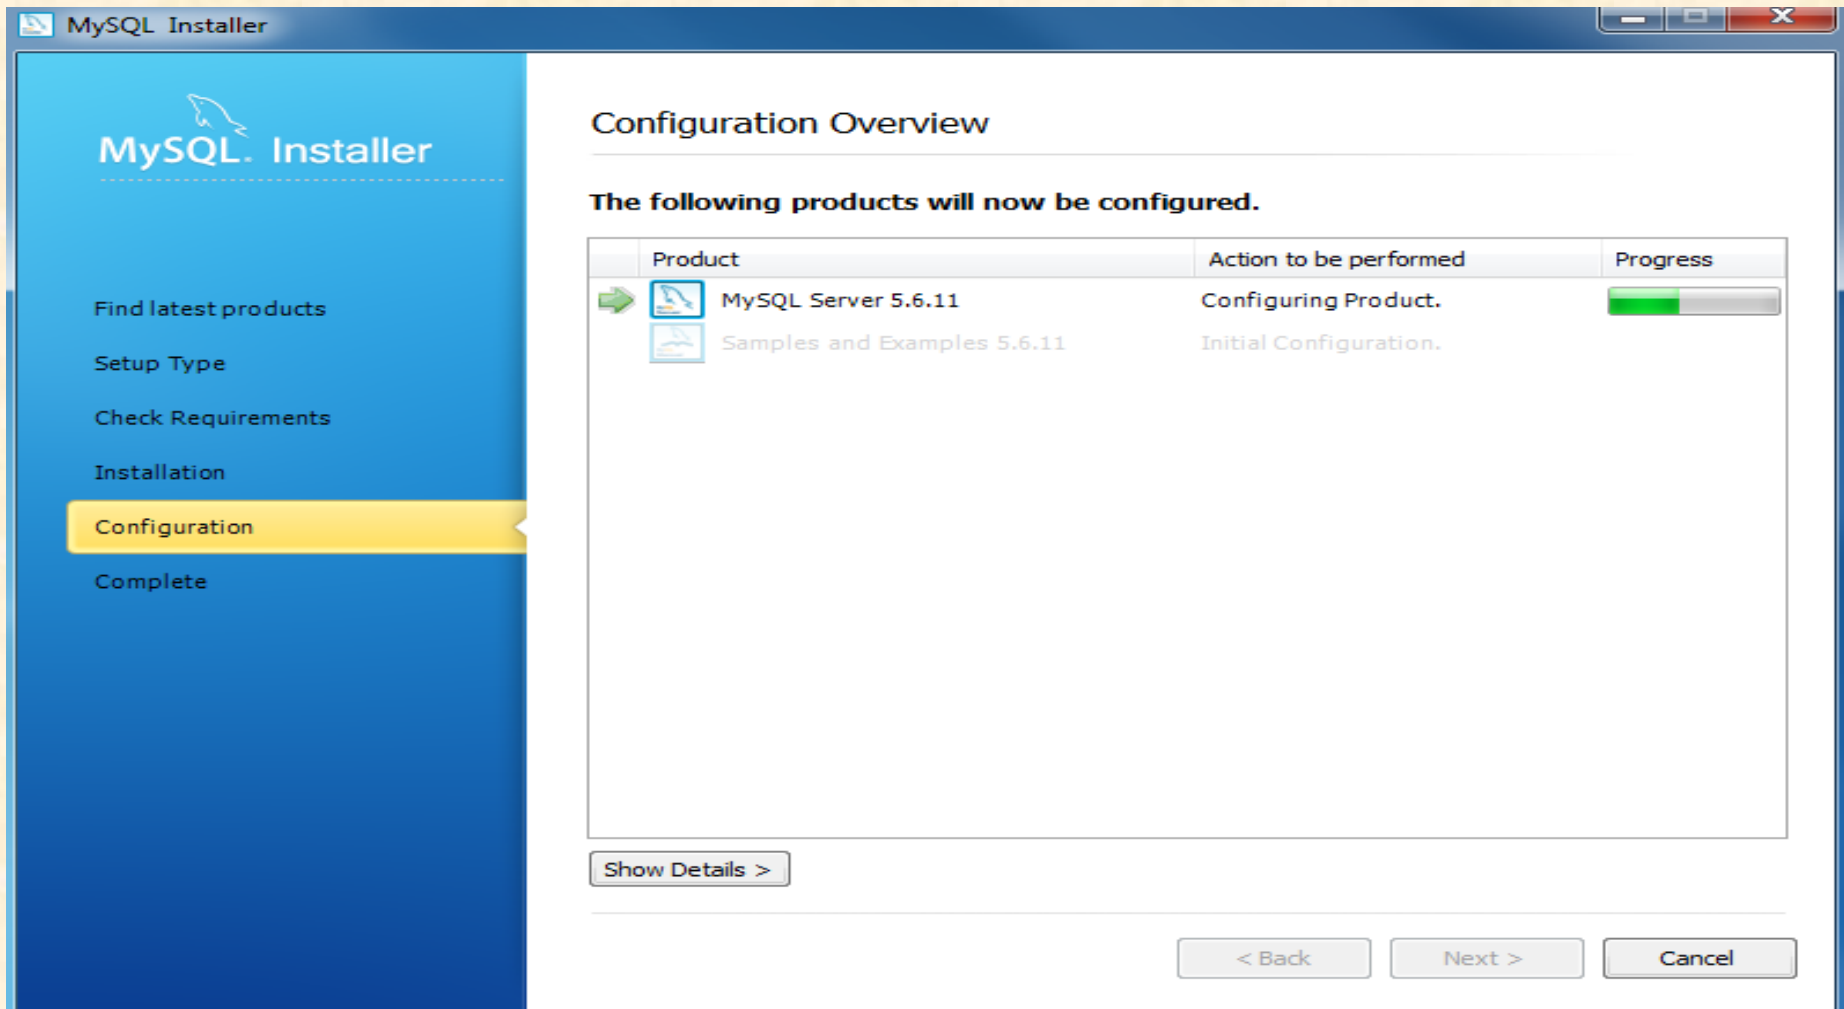 MySQL Installer
MySQL. Installer
Find latest products
Setup Type
Check Requirements
Installation
Configuration
Complete
Configuration Overview
The following products will now be configured.
Product Action to be performed Progress
MySQL Server 5.6.11 Configuring Product.
Samples and Examples 5.6.11 Initial Configuration.
Show Details >
< Back Next > Cancel